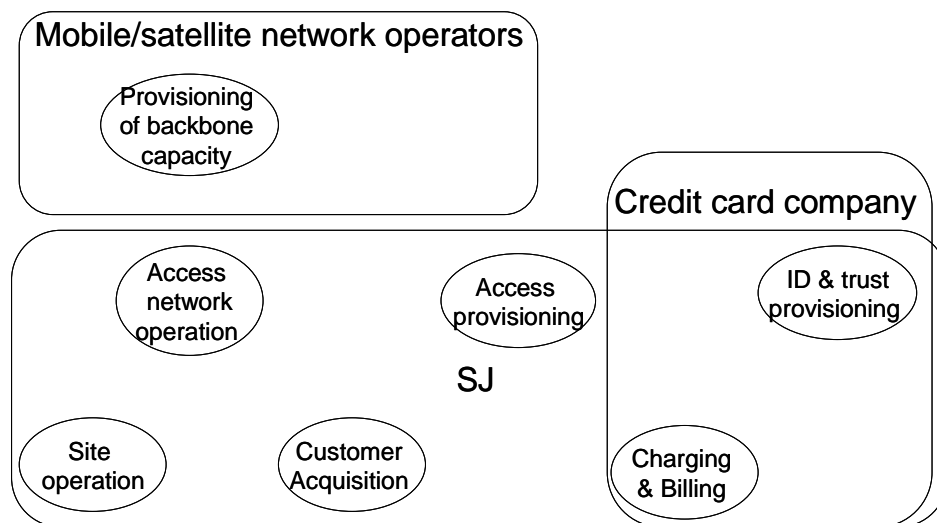 Mobile/satellite network operators
Provisioning
of backbone
capacity
Credit card company
Access
network
operation
Access
provisioning
ID & trust
provisioning
SJ
Site
operation
Customer
Acquisition
Charging
& Billing